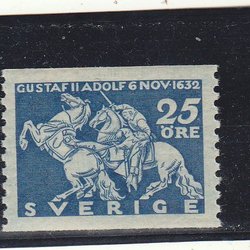 GUSTAF II ADOLF 6 NOV·1632
25
ÖRE
SVERIGE